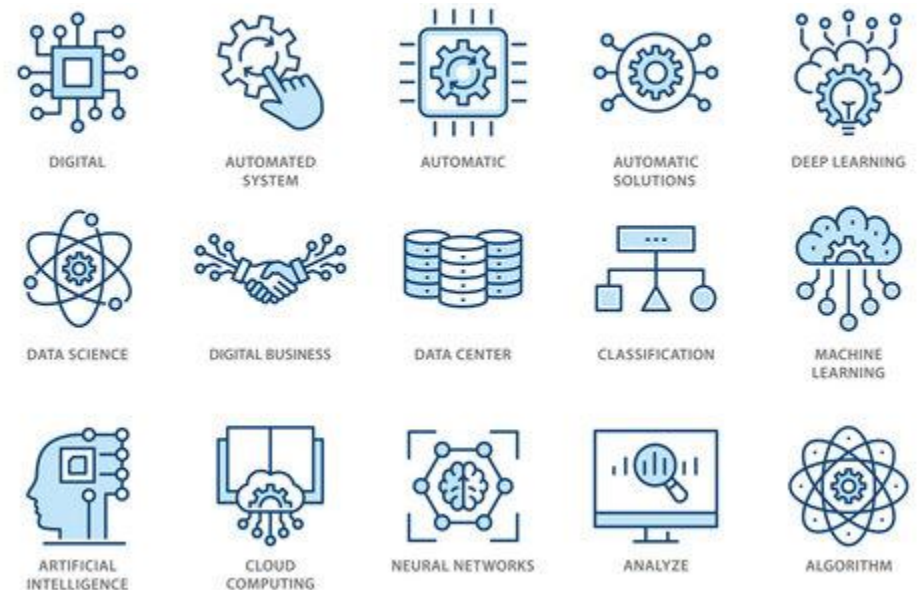 DIGITAL
AUTOMATED
SYSTEM
AUTOMATIC
AUTOMATIC
SOLUTIONS
DEEP LEARNING
DATA SCIENCE
DIGITAL BUSINESS
DATA CENTER
CLASSIFICATION
MACHINE
LEARNING
ARTIFICIAL
INTELLIGENCE
CLOUD
COMPUTING
NEURAL NETWORKS
ANALYZE
ALGORITHM